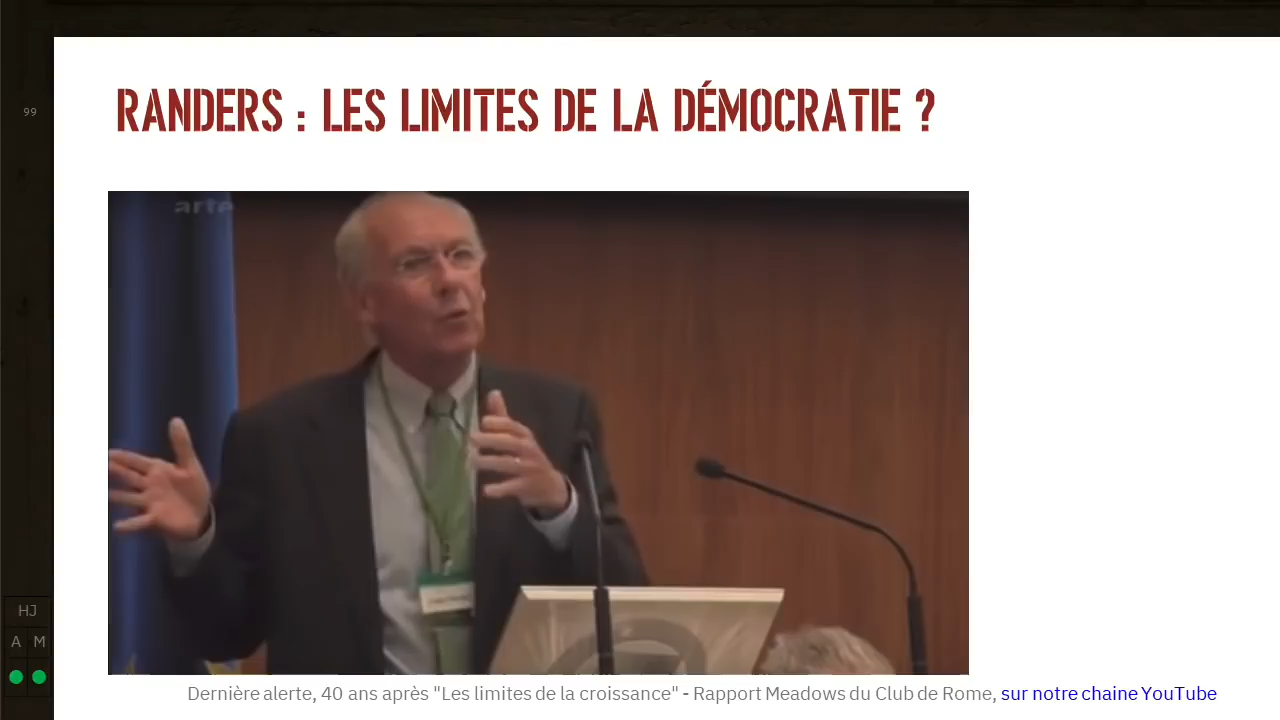 RANDERS : LES LIMITES DE LA DÉMOCRATIE ?
99
arte
HJ
A M
Dernière alerte, 40 ans après "Les limites de la croissance" - Rapport Meadows du Club de Rome, sur notre chaine YouTube